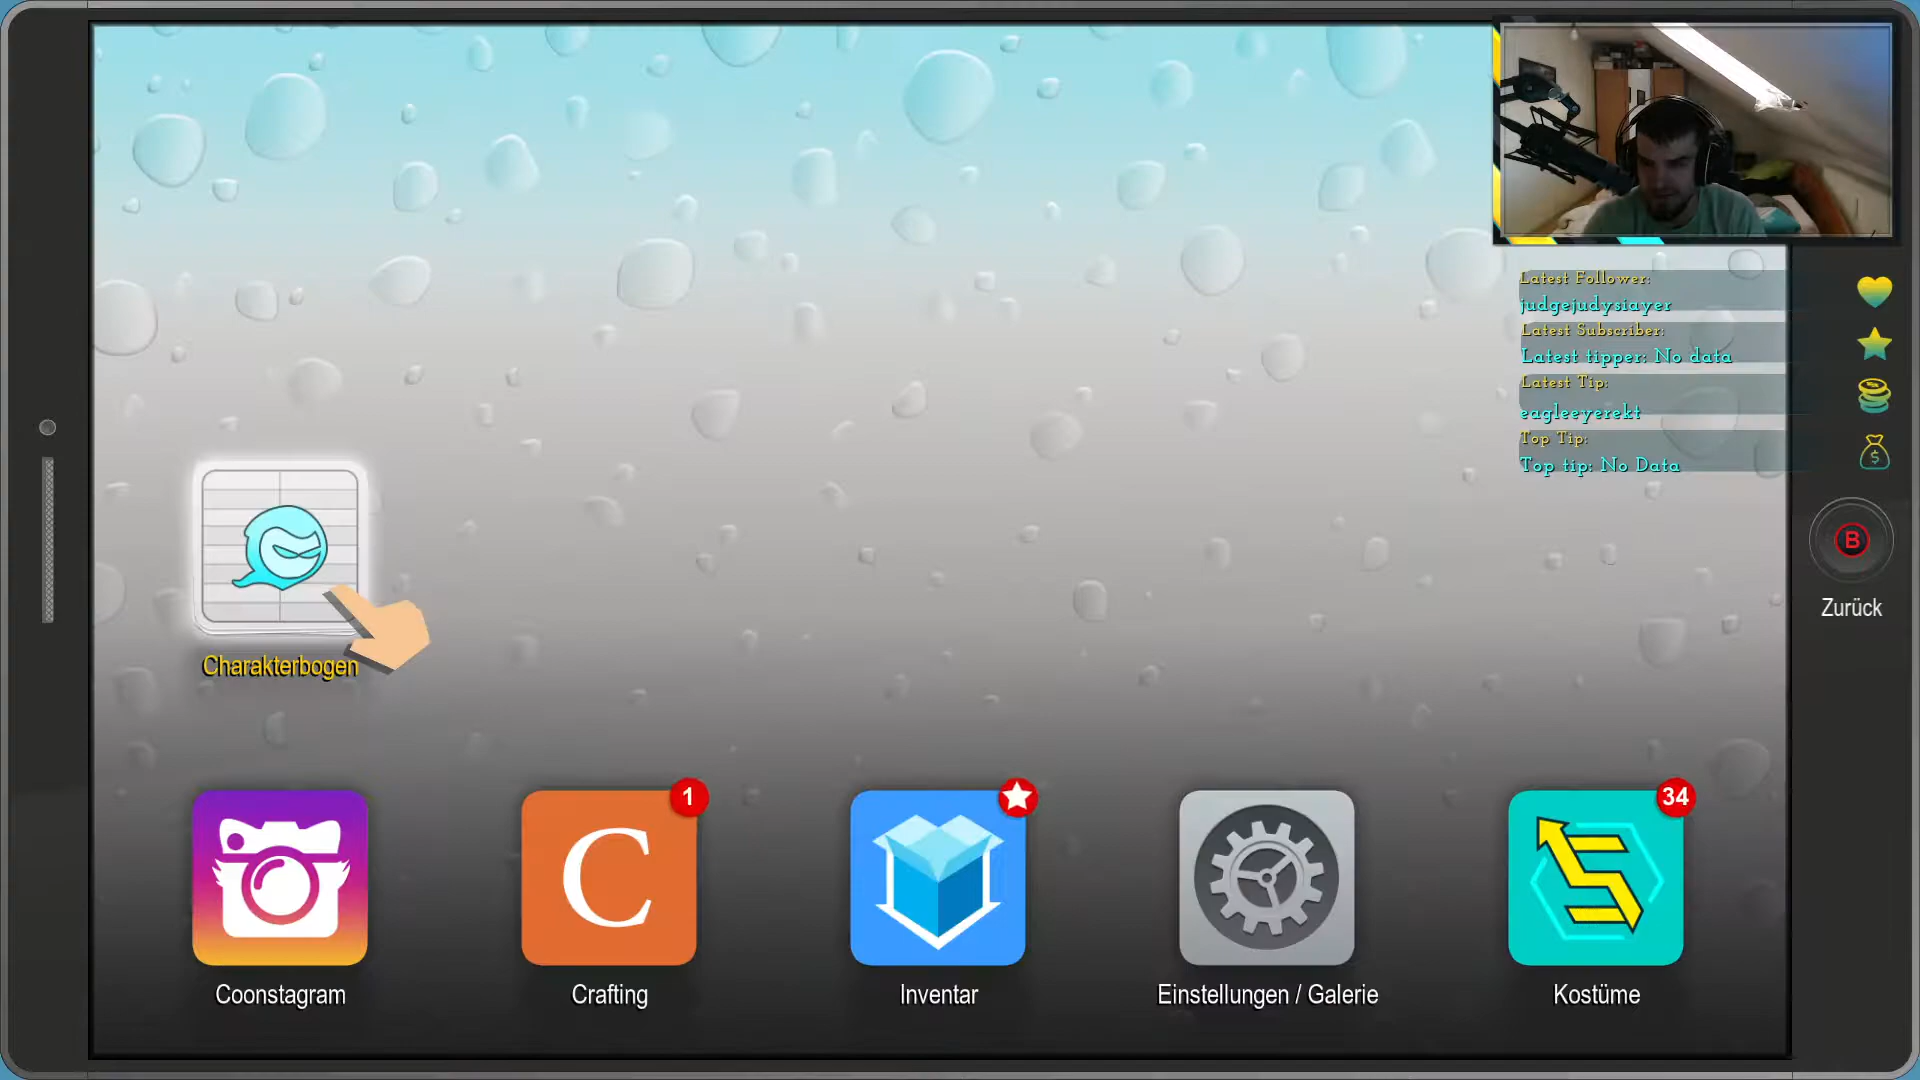 Latest Follower:
judgejudysiayer
Latest Subscriber:
Latest tipper: No data
Latest Tip:
eagleeyerekt
Top Tip:
Top tip: No Data
B
Zurück
Charakterbogen
1
34
C
Coonstagram
Crafting
Inventar
Einstellungen / Galerie
Kostüme